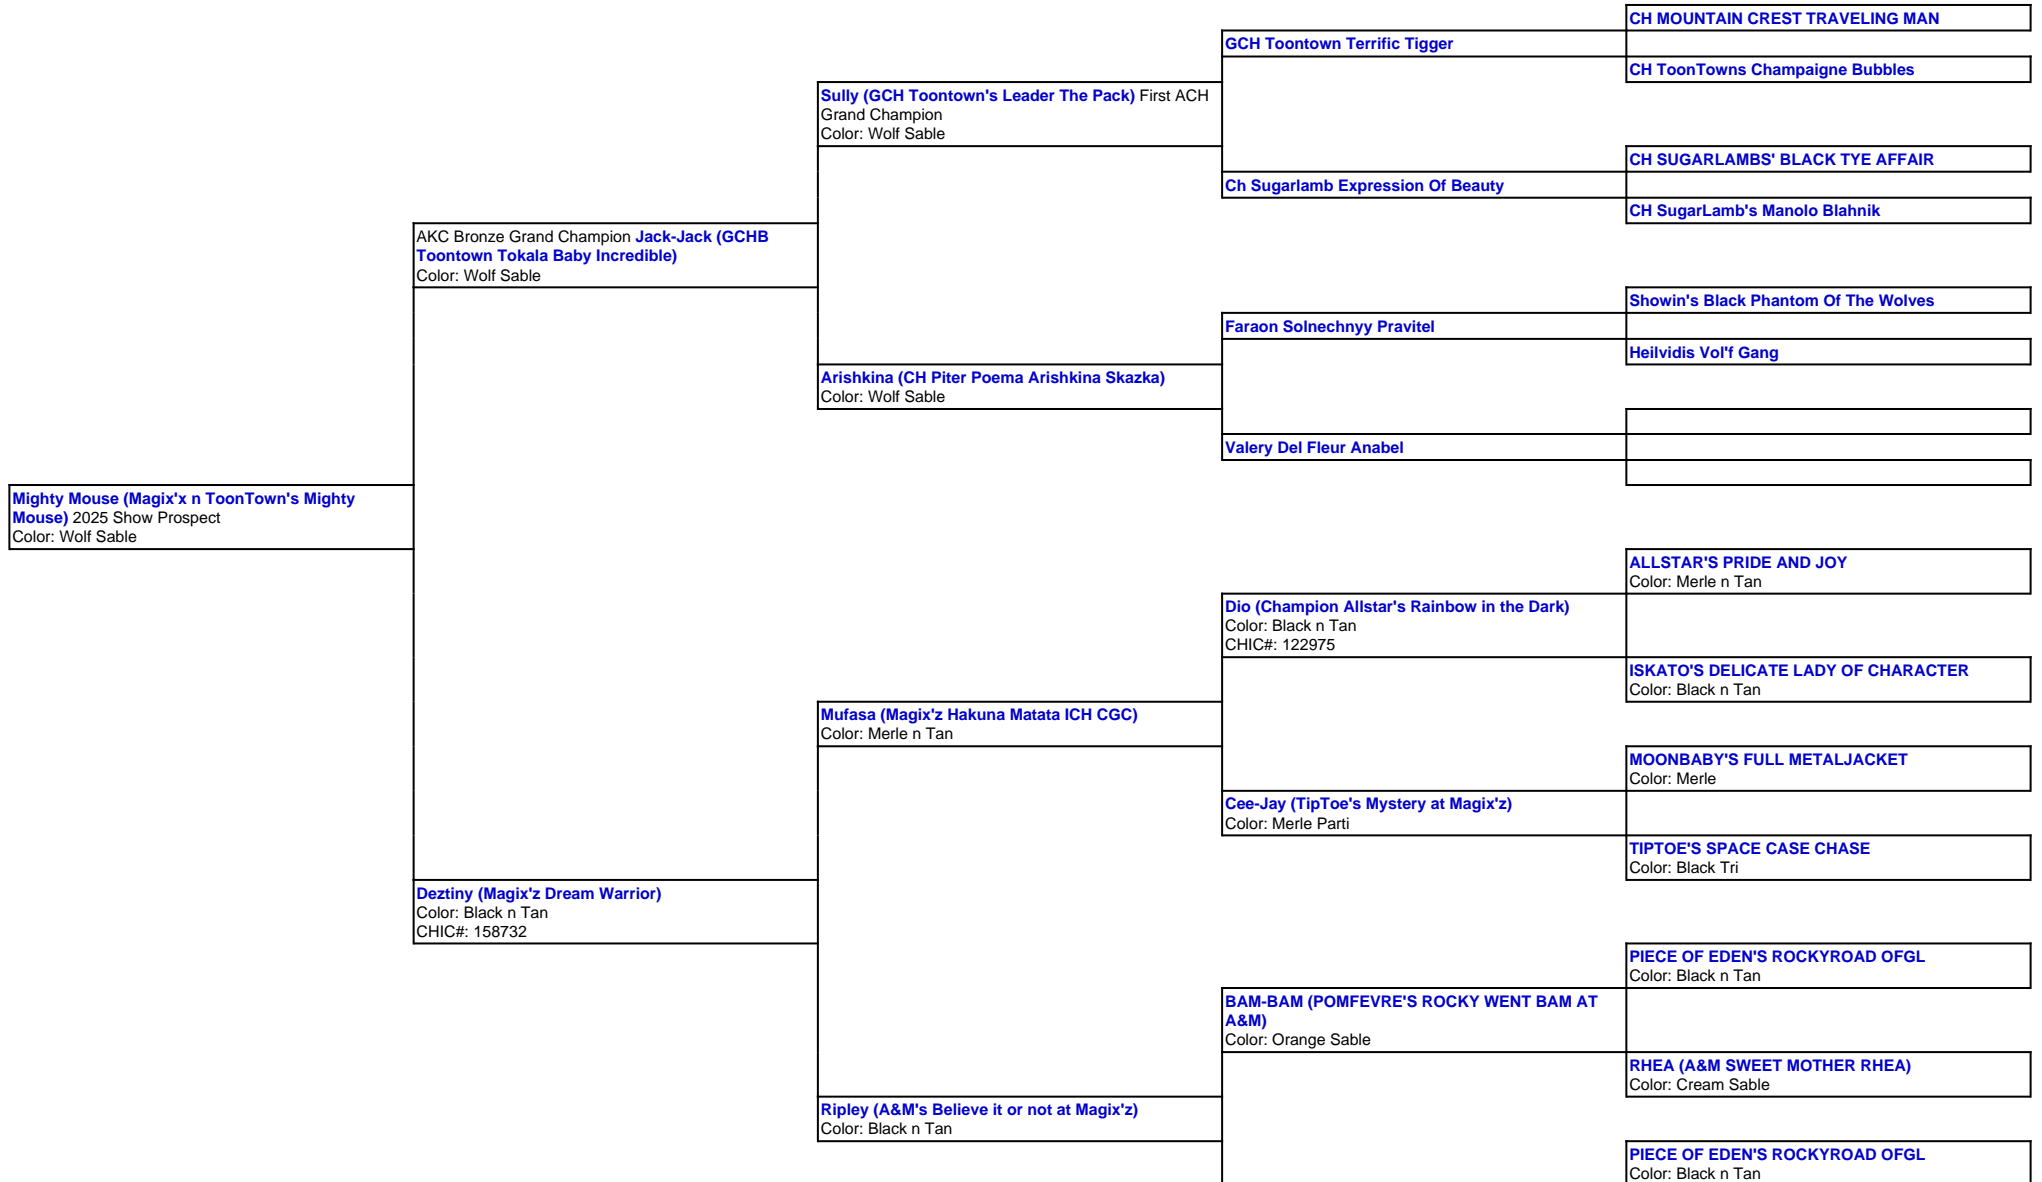 CH MOUNTAIN CREST TRAVELING MAN
GCH Toontown Terrific Tigger
CH ToonTowns Champaigne Bubbles
Sully (GCH Toontown's Leader The Pack) First ACH
Grand Champion
Color: Wolf Sable
CH SUGARLAMBS' BLACK TYE AFFAIR
Ch Sugarlamb Expression Of Beauty
CH SugarLamb's Manolo Blahnik
AKC Bronze Grand Champion Jack-Jack (GCHB
Toontown Tokala Baby Incredible)
Color: Wolf Sable
Showin's Black Phantom Of The Wolves
Faraon Solnechnyy Pravitel
Heilvidis Vol'f Gang
Arishkina (CH Piter Poema Arishkina Skazka)
Color: Wolf Sable
Valery Del Fleur Anabel
Mighty Mouse (Magix'x n ToonTown's Mighty
Mouse) 2025 Show Prospect
Color: Wolf Sable
ALLSTAR'S PRIDE AND JOY
Color: Merle n Tan
Dio (Champion Allstar's Rainbow in the Dark)
Color: Black n Tan
CHIC#: 122975
ISKATO'S DELICATE LADY OF CHARACTER
Color: Black n Tan
Mufasa (Magix'z Hakuna Matata ICH CGC)
Color: Merle n Tan
MOONBABY'S FULL METALJACKET
Color: Merle
Cee-Jay (TipToe's Mystery at Magix'z)
Color: Merle Parti
TIPTOE'S SPACE CASE CHASE
Color: Black Tri
Deztiny (Magix'z Dream Warrior)
Color: Black n Tan
CHIC#: 158732
PIECE OF EDEN'S ROCKYROAD OFGL
Color: Black n Tan
BAM-BAM (POMFEVRE'S ROCKY WENT BAM AT
A&M)
Color: Orange Sable
RHEA (A&M SWEET MOTHER RHEA)
Color: Cream Sable
Ripley (A&M's Believe it or not at Magix'z)
Color: Black n Tan
PIECE OF EDEN'S ROCKYROAD OFGL
Color: Black n Tan